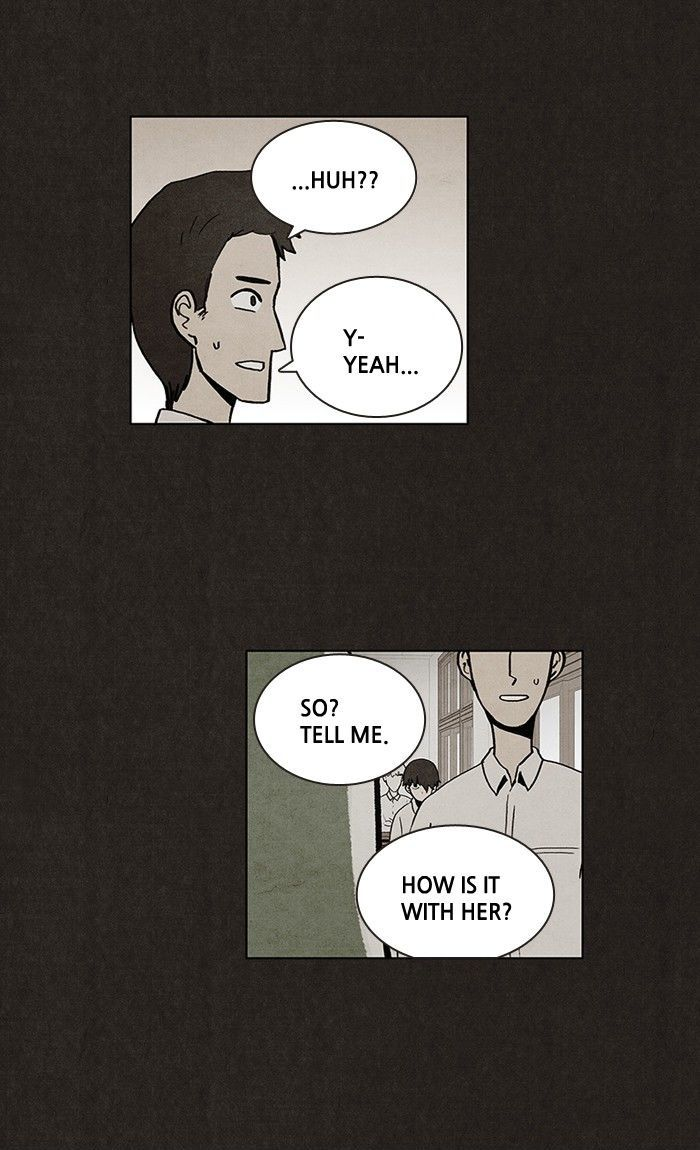 ...HUH??
Y-
YEAH...
SO?
TELL ME.
HOW IS IT
WITH HER?